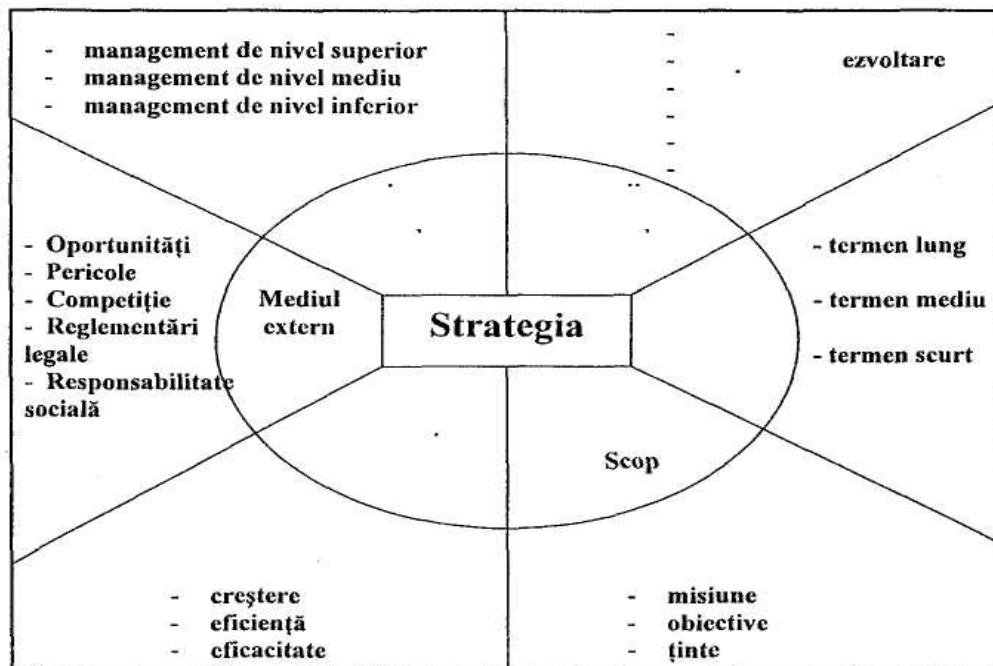 - management de nivel superior
- management de nivel mediu
- management de nivel inferior
-
-
ezvoltare
-
-
-
-
- Oportunități
- Pericole
- Competiție
- Reglementări
legale
- Responsabilitate
socială
Mediul
extern
Strategia
- termen lung
- termen mediu
- termen scurt
Scop
- creştere
- eficiență
- eficacitate
- misiune
- obiective
- ținte